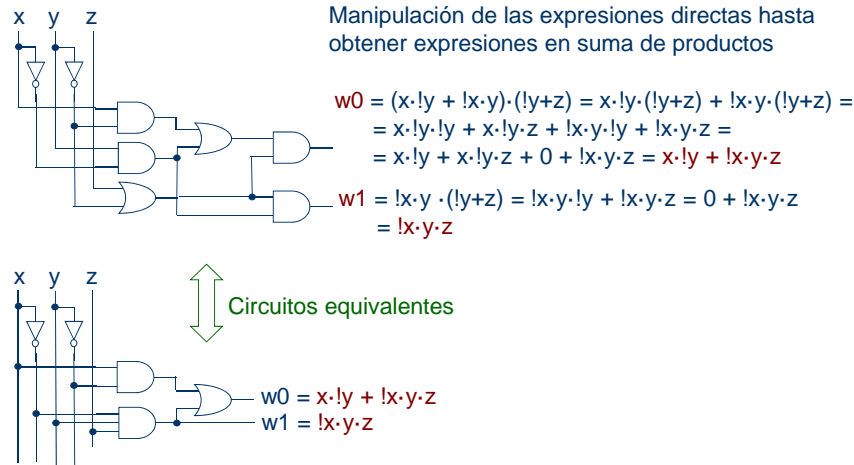 x y z
Manipulación de las expresiones directas hasta
obtener expresiones en suma de productos
w0 = (x·!y + !x·y)·(!y+z) = x·!y·(!y+z) + !x·y·(!y+z) =
= x·!y·!y + x·!y·z + !x·y·!y + !x·y·z =
= x·!y + x·!y·z + 0 + !x·y·z = x·!y + !x·y·z
w1 = !x·y ·(!y+z) = !x·y·!y + !x·y·z = 0 + !x·y·z
= !x·y·z
x y z
Circuitos equivalentes
w0 = x·!y + !x·y·z
w1 = !x·y·z